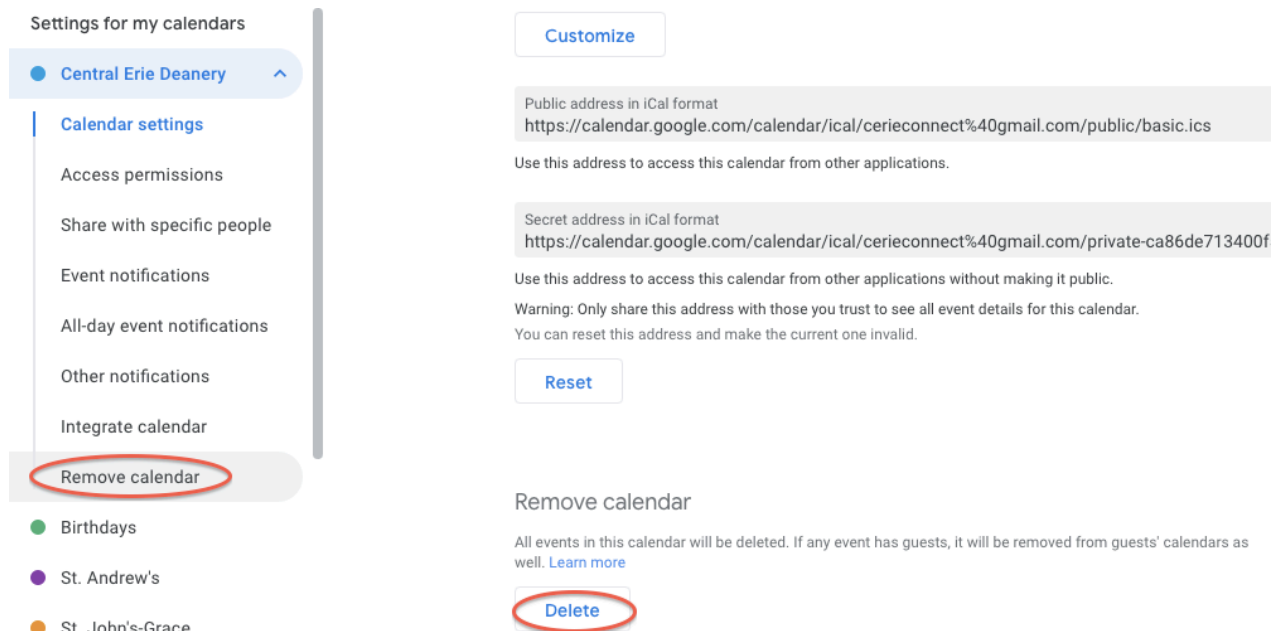 Settings for my calendars
Central Erie Deanery
Calendar settings
Access permissions
Share with specific people
Event notifications
All-day event notifications
Other notifications
Integrate calendar
Remove calendar
Birthdays
St. Andrew's
St. John's-Grace
Customize
Public address in iCal format
https://calendar.google.com/calendar/ical/cerieconnect%40gmail.com/public/basic.ics
Use this address to access this calendar from other applications.
Secret address in iCal format
https://calendar.google.com/calendar/ical/cerieconnect%40gmail.com/private-ca86de713400f
Use this address to access this calendar from other applications without making it public.
Warning: Only share this address with those you trust to see all event details for this calendar.
You can reset this address and make the current one invalid.
Reset
Remove calendar
All events in this calendar will be deleted. If any event has guests, it will be removed from guests' calendars as
well. Learn more
Delete